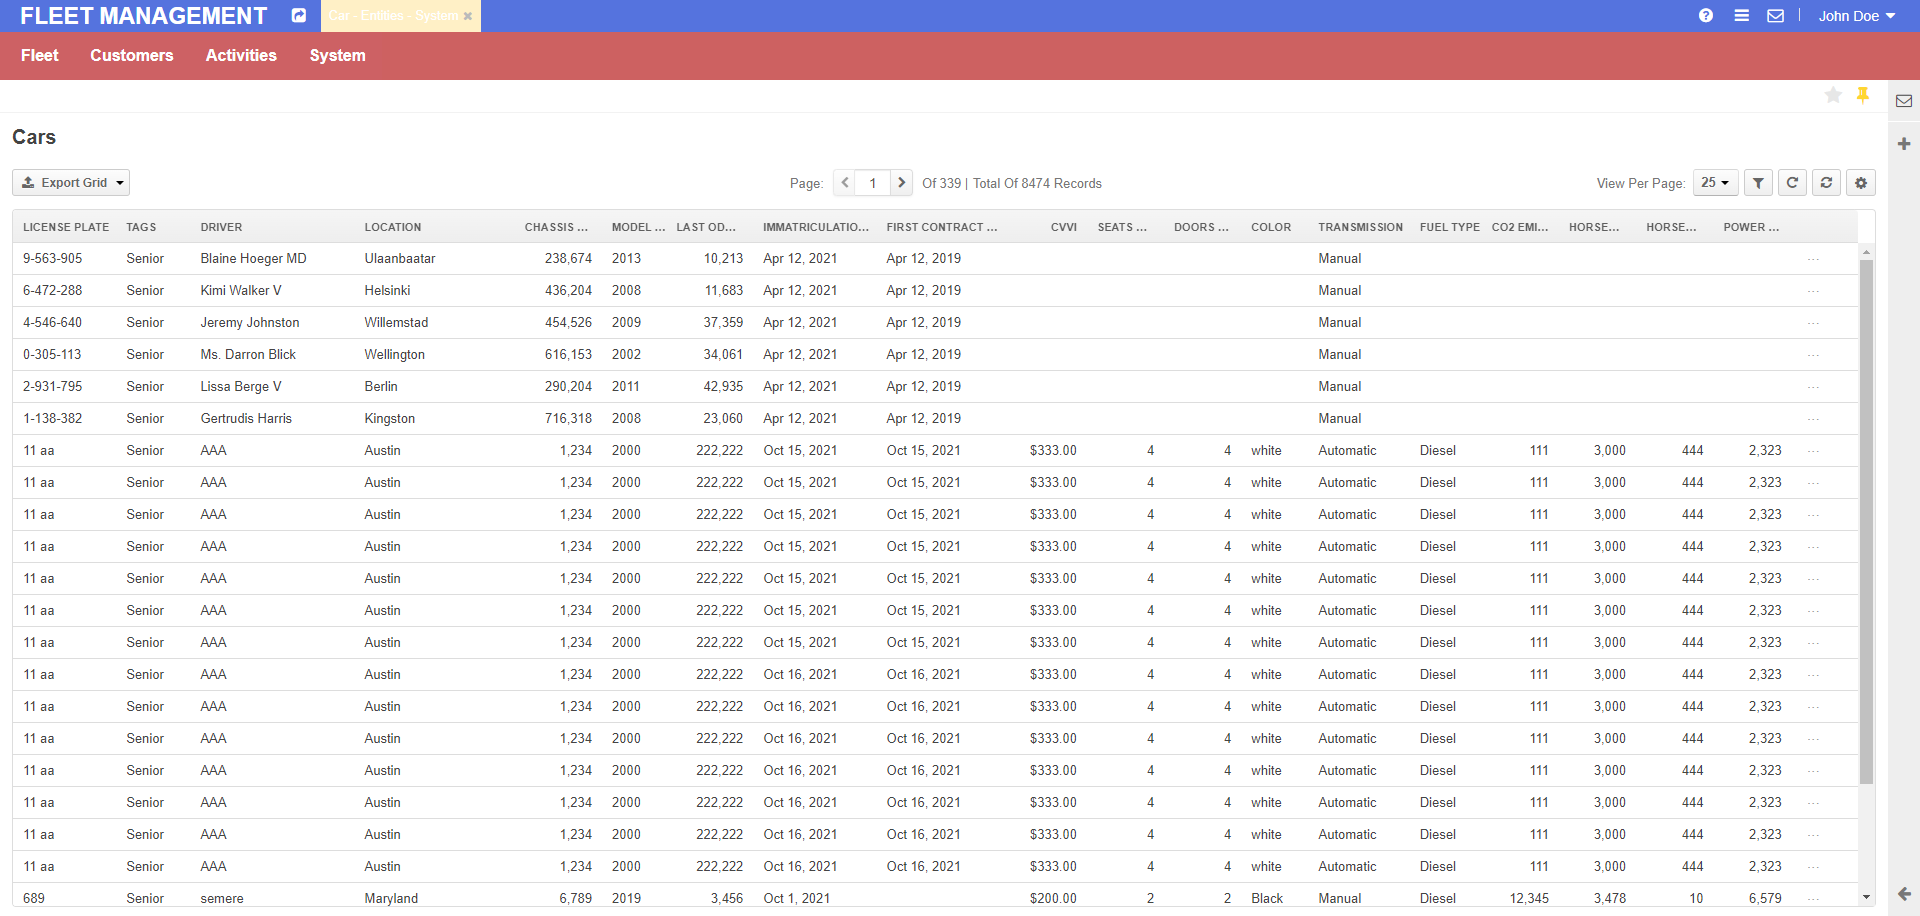 FLEET MANAGEMENT Car - Entities - System John Doe
Fleet Customers Activities System
Cars
Export Grid Page: 1 Of 339 | Total Of 8474 Records View Per Page: 25
LICENSE PLATE TAGS DRIVER LOCATION CHASSIS ... MODEL ... LAST OD... IMMATRICULATIO... FIRST CONTRACT ... CVVI SEATS ... DOORS ... COLOR TRANSMISSION FUEL TYPE CO2 EMI... HORSE... HORSE... POWER ...
9-563-905 Senior Blaine Hoeger MD Ulaanbaatar 238,674 2013 10,213 Apr 12, 2021 Apr 12, 2019 Manual ---
6-472-288 Senior Kimi Walker V Helsinki 436,204 2008 11,683 Apr 12, 2021 Apr 12, 2019 Manual ---
4-546-640 Senior Jeremy Johnston Willemstad 454,526 2009 37,359 Apr 12, 2021 Apr 12, 2019 Manual ---
0-305-113 Senior Ms. Darron Blick Wellington 616,153 2002 34,061 Apr 12, 2021 Apr 12, 2019 Manual ---
2-931-795 Senior Lissa Berge V Berlin 290,204 2011 42,935 Apr 12, 2021 Apr 12, 2019 Manual ---
1-138-382 Senior Gertrudis Harris Kingston 716,318 2008 23,060 Apr 12, 2021 Apr 12, 2019 Manual ---
11 aa Senior AAA Austin 1,234 2000 222,222 Oct 15, 2021 Oct 15, 2021 $333.00 4 4 white Automatic Diesel 111 3,000 444 2,323 ---
11 aa Senior AAA Austin 1,234 2000 222,222 Oct 15, 2021 Oct 15, 2021 $333.00 4 4 white Automatic Diesel 111 3,000 444 2,323 ---
11 aa Senior AAA Austin 1,234 2000 222,222 Oct 15, 2021 Oct 15, 2021 $333.00 4 4 white Automatic Diesel 111 3,000 444 2,323 ---
11 aa Senior AAA Austin 1,234 2000 222,222 Oct 15, 2021 Oct 15, 2021 $333.00 4 4 white Automatic Diesel 111 3,000 444 2,323 ---
11 aa Senior AAA Austin 1,234 2000 222,222 Oct 15, 2021 Oct 15, 2021 $333.00 4 4 white Automatic Diesel 111 3,000 444 2,323 ---
11 aa Senior AAA Austin 1,234 2000 222,222 Oct 15, 2021 Oct 15, 2021 $333.00 4 4 white Automatic Diesel 111 3,000 444 2,323 ---
11 aa Senior AAA Austin 1,234 2000 222,222 Oct 15, 2021 Oct 15, 2021 $333.00 4 4 white Automatic Diesel 111 3,000 444 2,323 ---
11 aa Senior AAA Austin 1,234 2000 222,222 Oct 16, 2021 Oct 16, 2021 $333.00 4 4 white Automatic Diesel 111 3,000 444 2,323 ---
11 aa Senior AAA Austin 1,234 2000 222,222 Oct 16, 2021 Oct 16, 2021 $333.00 4 4 white Automatic Diesel 111 3,000 444 2,323 ---
11 aa Senior AAA Austin 1,234 2000 222,222 Oct 16, 2021 Oct 16, 2021 $333.00 4 4 white Automatic Diesel 111 3,000 444 2,323 ---
11 aa Senior AAA Austin 1,234 2000 222,222 Oct 16, 2021 Oct 16, 2021 $333.00 4 4 white Automatic Diesel 111 3,000 444 2,323 ---
11 aa Senior AAA Austin 1,234 2000 222,222 Oct 16, 2021 Oct 16, 2021 $333.00 4 4 white Automatic Diesel 111 3,000 444 2,323 ---
11 aa Senior AAA Austin 1,234 2000 222,222 Oct 16, 2021 Oct 16, 2021 $333.00 4 4 white Automatic Diesel 111 3,000 444 2,323 ---
11 aa Senior AAA Austin 1,234 2000 222,222 Oct 16, 2021 Oct 16, 2021 $333.00 4 4 white Automatic Diesel 111 3,000 444 2,323 ---
689 Senior semere Maryland 6,789 2019 3,456 Oct 1, 2021 $200.00 2 2 Black Manual Diesel 12,345 3,478 10 6,579 ---